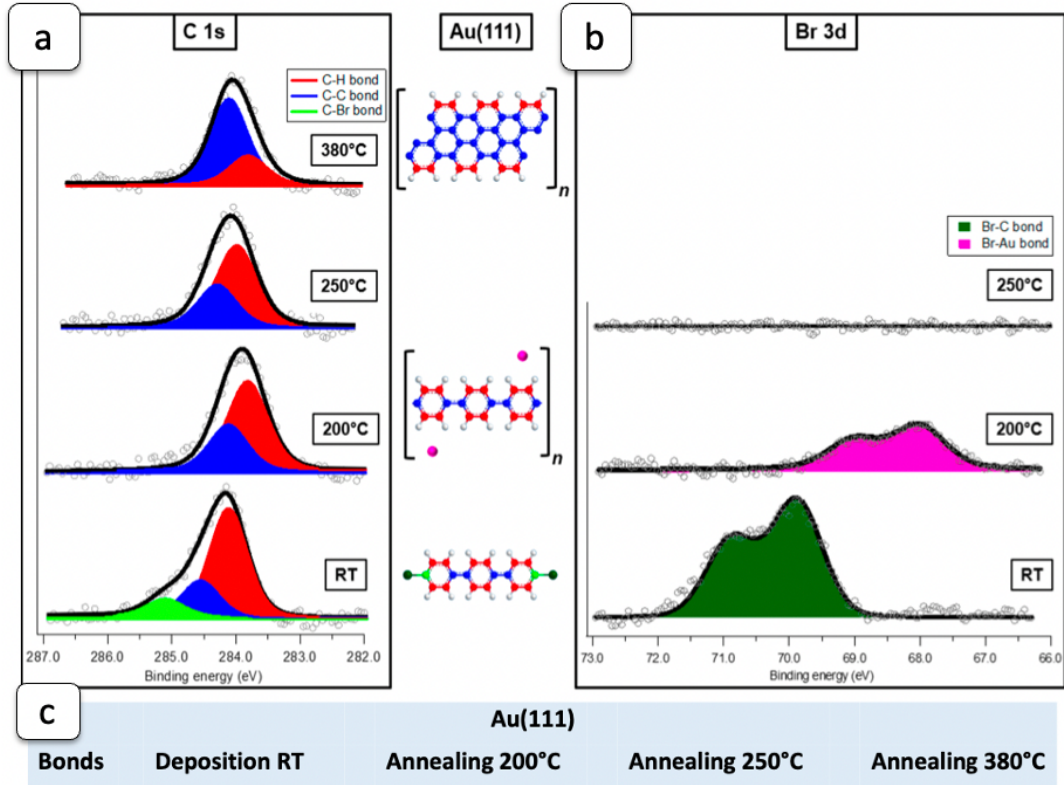 a
C 1s
Au(111)
b
Br 3d
C-H bond
C-C bond
C-Br bond
380°C
n
250°C
200°C
n
RT
287.0 286.0 285.0 284.0 283.0 282.0
Binding energy (eV)
Br-C bond
Br-Au bond
250°C
200°C
RT
73.0 72.0 71.0 70.0 69.0 68.0 67.0 66.0
Binding energy (eV)
c
Au(111)
Bonds Deposition RT Annealing 200°C Annealing 250°C Annealing 380°C